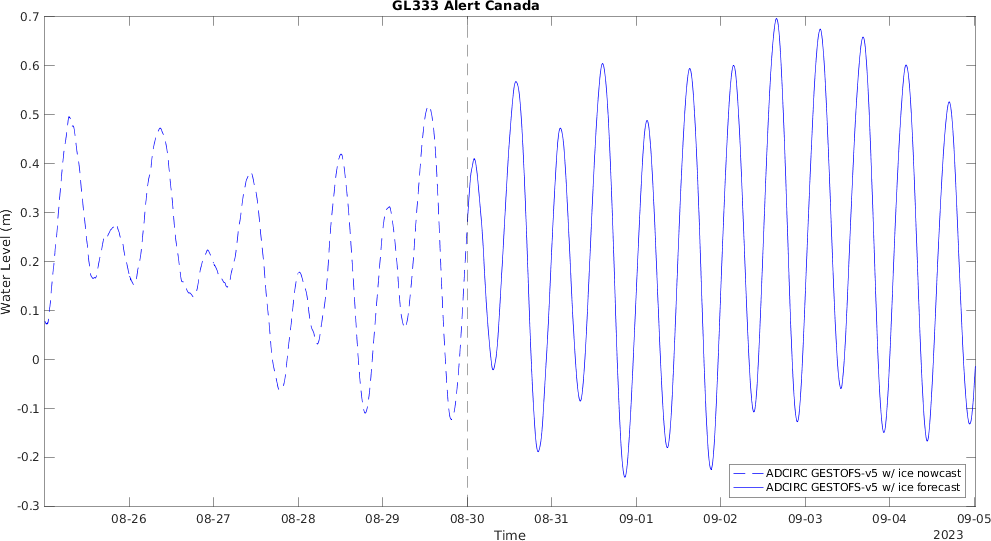 GL333 Alert Canada
0.7
0.6
0.5
0.4
0.3
0.2
0.1
0
-0.1
-0.2
-0.3
Water Level (m)
ADCIRC GESTOFS-v5 w/ ice nowcast
ADCIRC GESTOFS-v5 w/ ice forecast
08-26 08-27 08-28 08-29 08-30 08-31 09-01 09-02 09-03 09-04 09-05
Time
2023